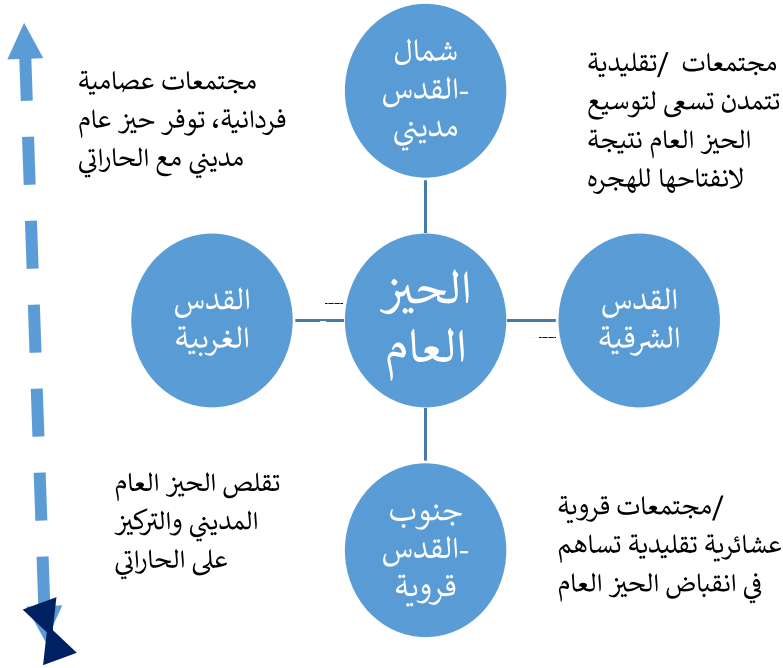 شمال
القدس-
مديني
مجتمعات /تقليدية
تتمدن تسعى لتوسيع
الحيز العام نتيجة
لانفتاحها للهجره
مجتمعات عصامية
فردانية، توفر حيز عام
مديني مع الحاراتي
القدس
الشرقية
الحيز
العام
القدس
الغربية
جنوب
القدس-
قروية
/مجتمعات قروية
عشائرية تقليدية تساهم
في انقباض الحيز العام
تقلص الحيز العام
المديني والتركيز
على الحاراتي